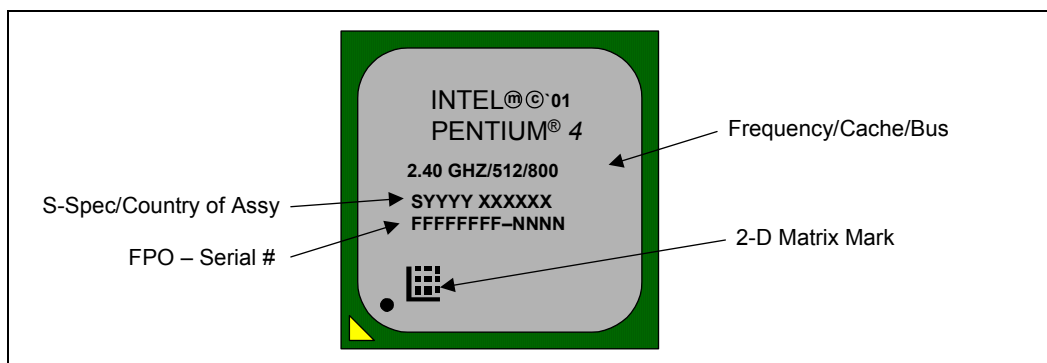 INTELⓜⓒ`01
PENTIUM® 4
2.40 GHZ/512/800
SYYYY XXXXXX
FFFFFFFF–NNNN
Frequency/Cache/Bus
S-Spec/Country of Assy
FPO – Serial #
2-D Matrix Mark